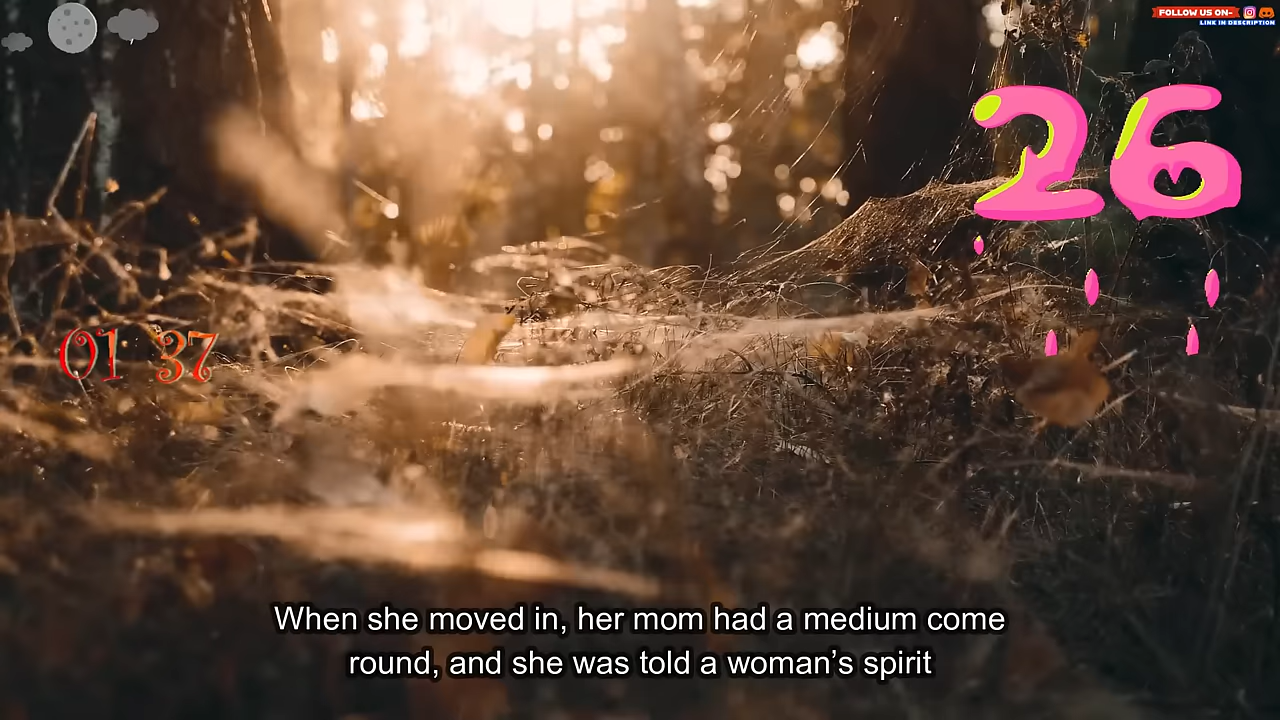 FOLLOW US ON-
LINK IN DESCRIPTION
26
01 37
When she moved in, her mom had a medium come
round, and she was told a woman's spirit